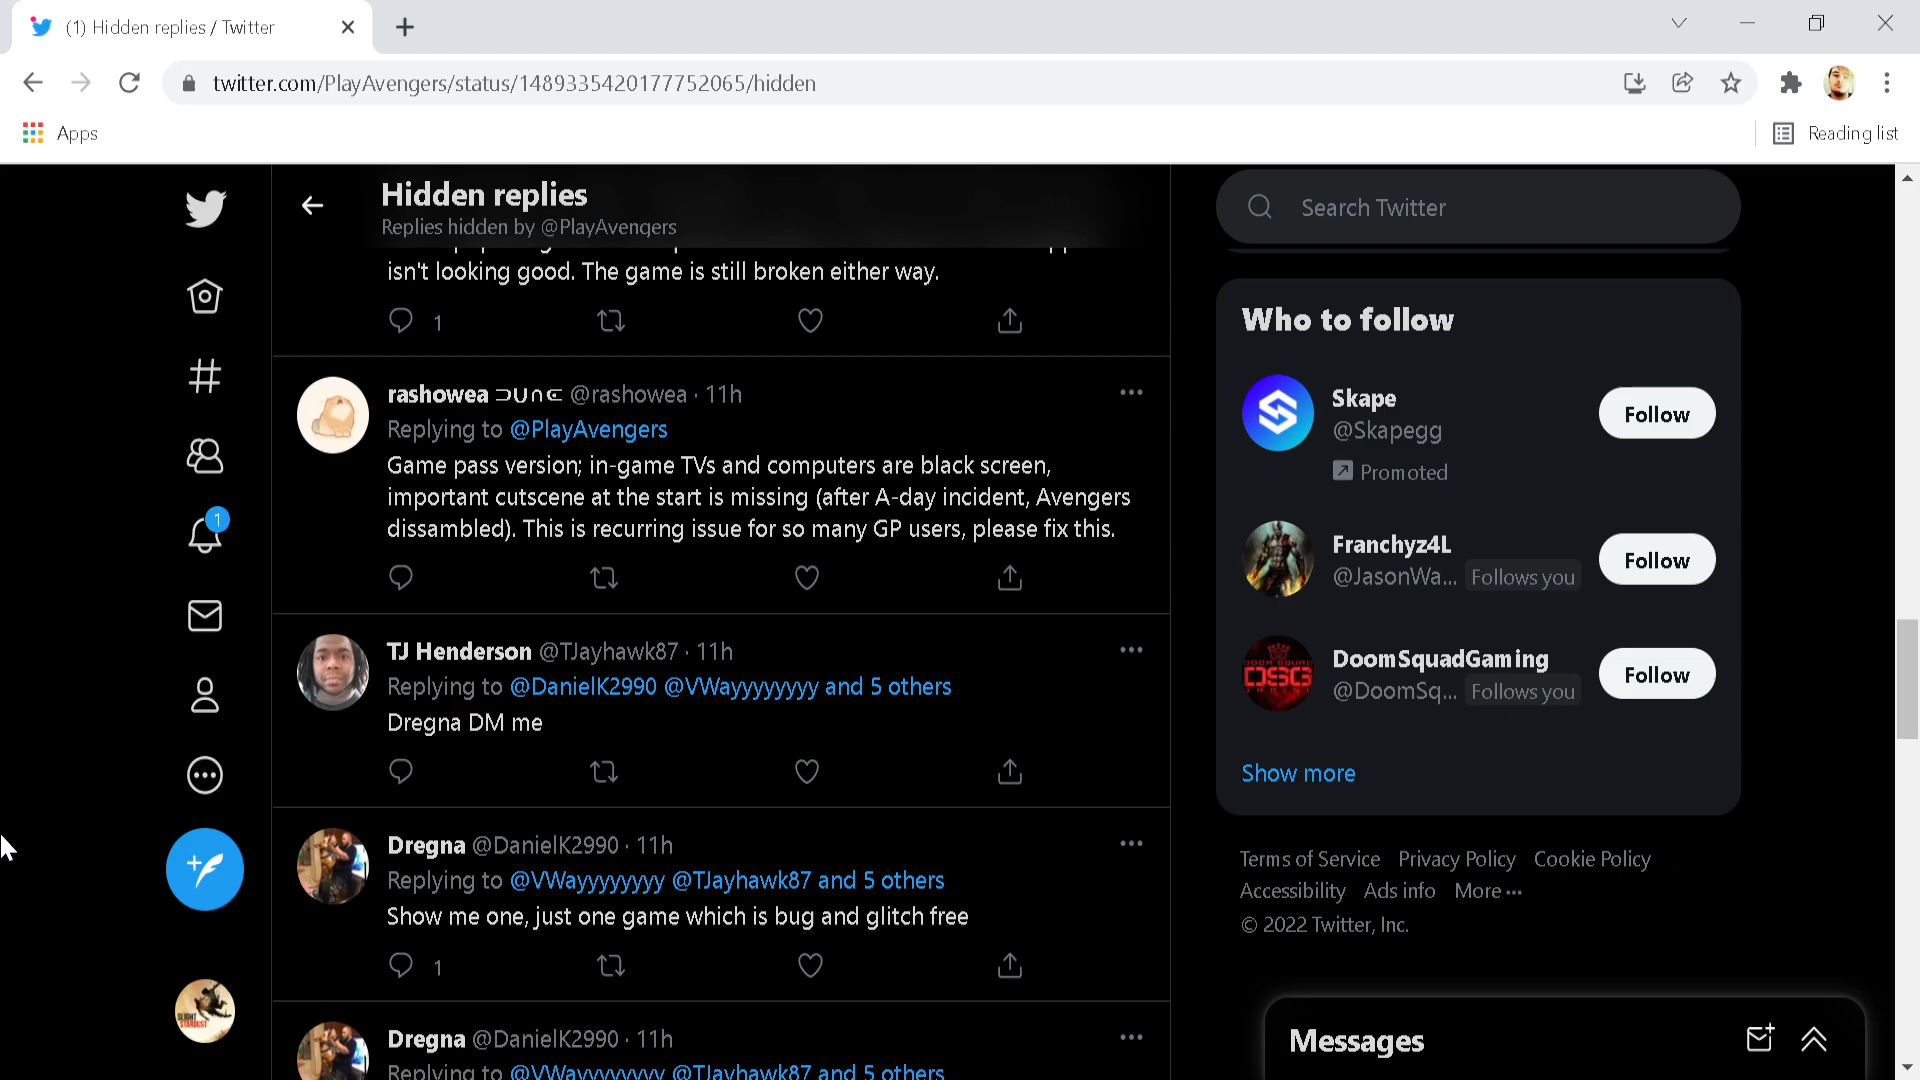 (1) Hidden replies / Twitter
twitter.com/PlayAvengers/status/1489335420177752065/hidden
Apps
Reading list
Hidden replies
Replies hidden by @PlayAvengers
Search Twitter
isn't looking good. The game is still broken either way.
1
rashowea ⊃∪∩∈ @rashowea · 11h
Replying to @PlayAvengers
Game pass version; in-game TVs and computers are black screen,
important cutscene at the start is missing (after A-day incident, Avengers
dissambled). This is recurring issue for so many GP users, please fix this.
1
TJ Henderson @TJayhawk87 · 11h
Replying to @DanielK2990 @VWayyyyyyyy and 5 others
Dregna DM me
Dregna @DanielK2990 · 11h
Replying to @VWayyyyyyyy @TJayhawk87 and 5 others
Show me one, just one game which is bug and glitch free
1
SLIGHT
STARDUST
Dregna @DanielK2990 · 11h
Replying to @VWayyyyyyyy @TJayhawk87 and 5 others
Who to follow
Skape
@Skapegg
Promoted
Follow
Franchyz4L
@JasonWa... Follows you
Follow
DSG
DoomSquadGaming
@DoomSq... Follows you
Follow
Show more
Terms of Service Privacy Policy Cookie Policy
Accessibility Ads info More ···
© 2022 Twitter, Inc.
Messages